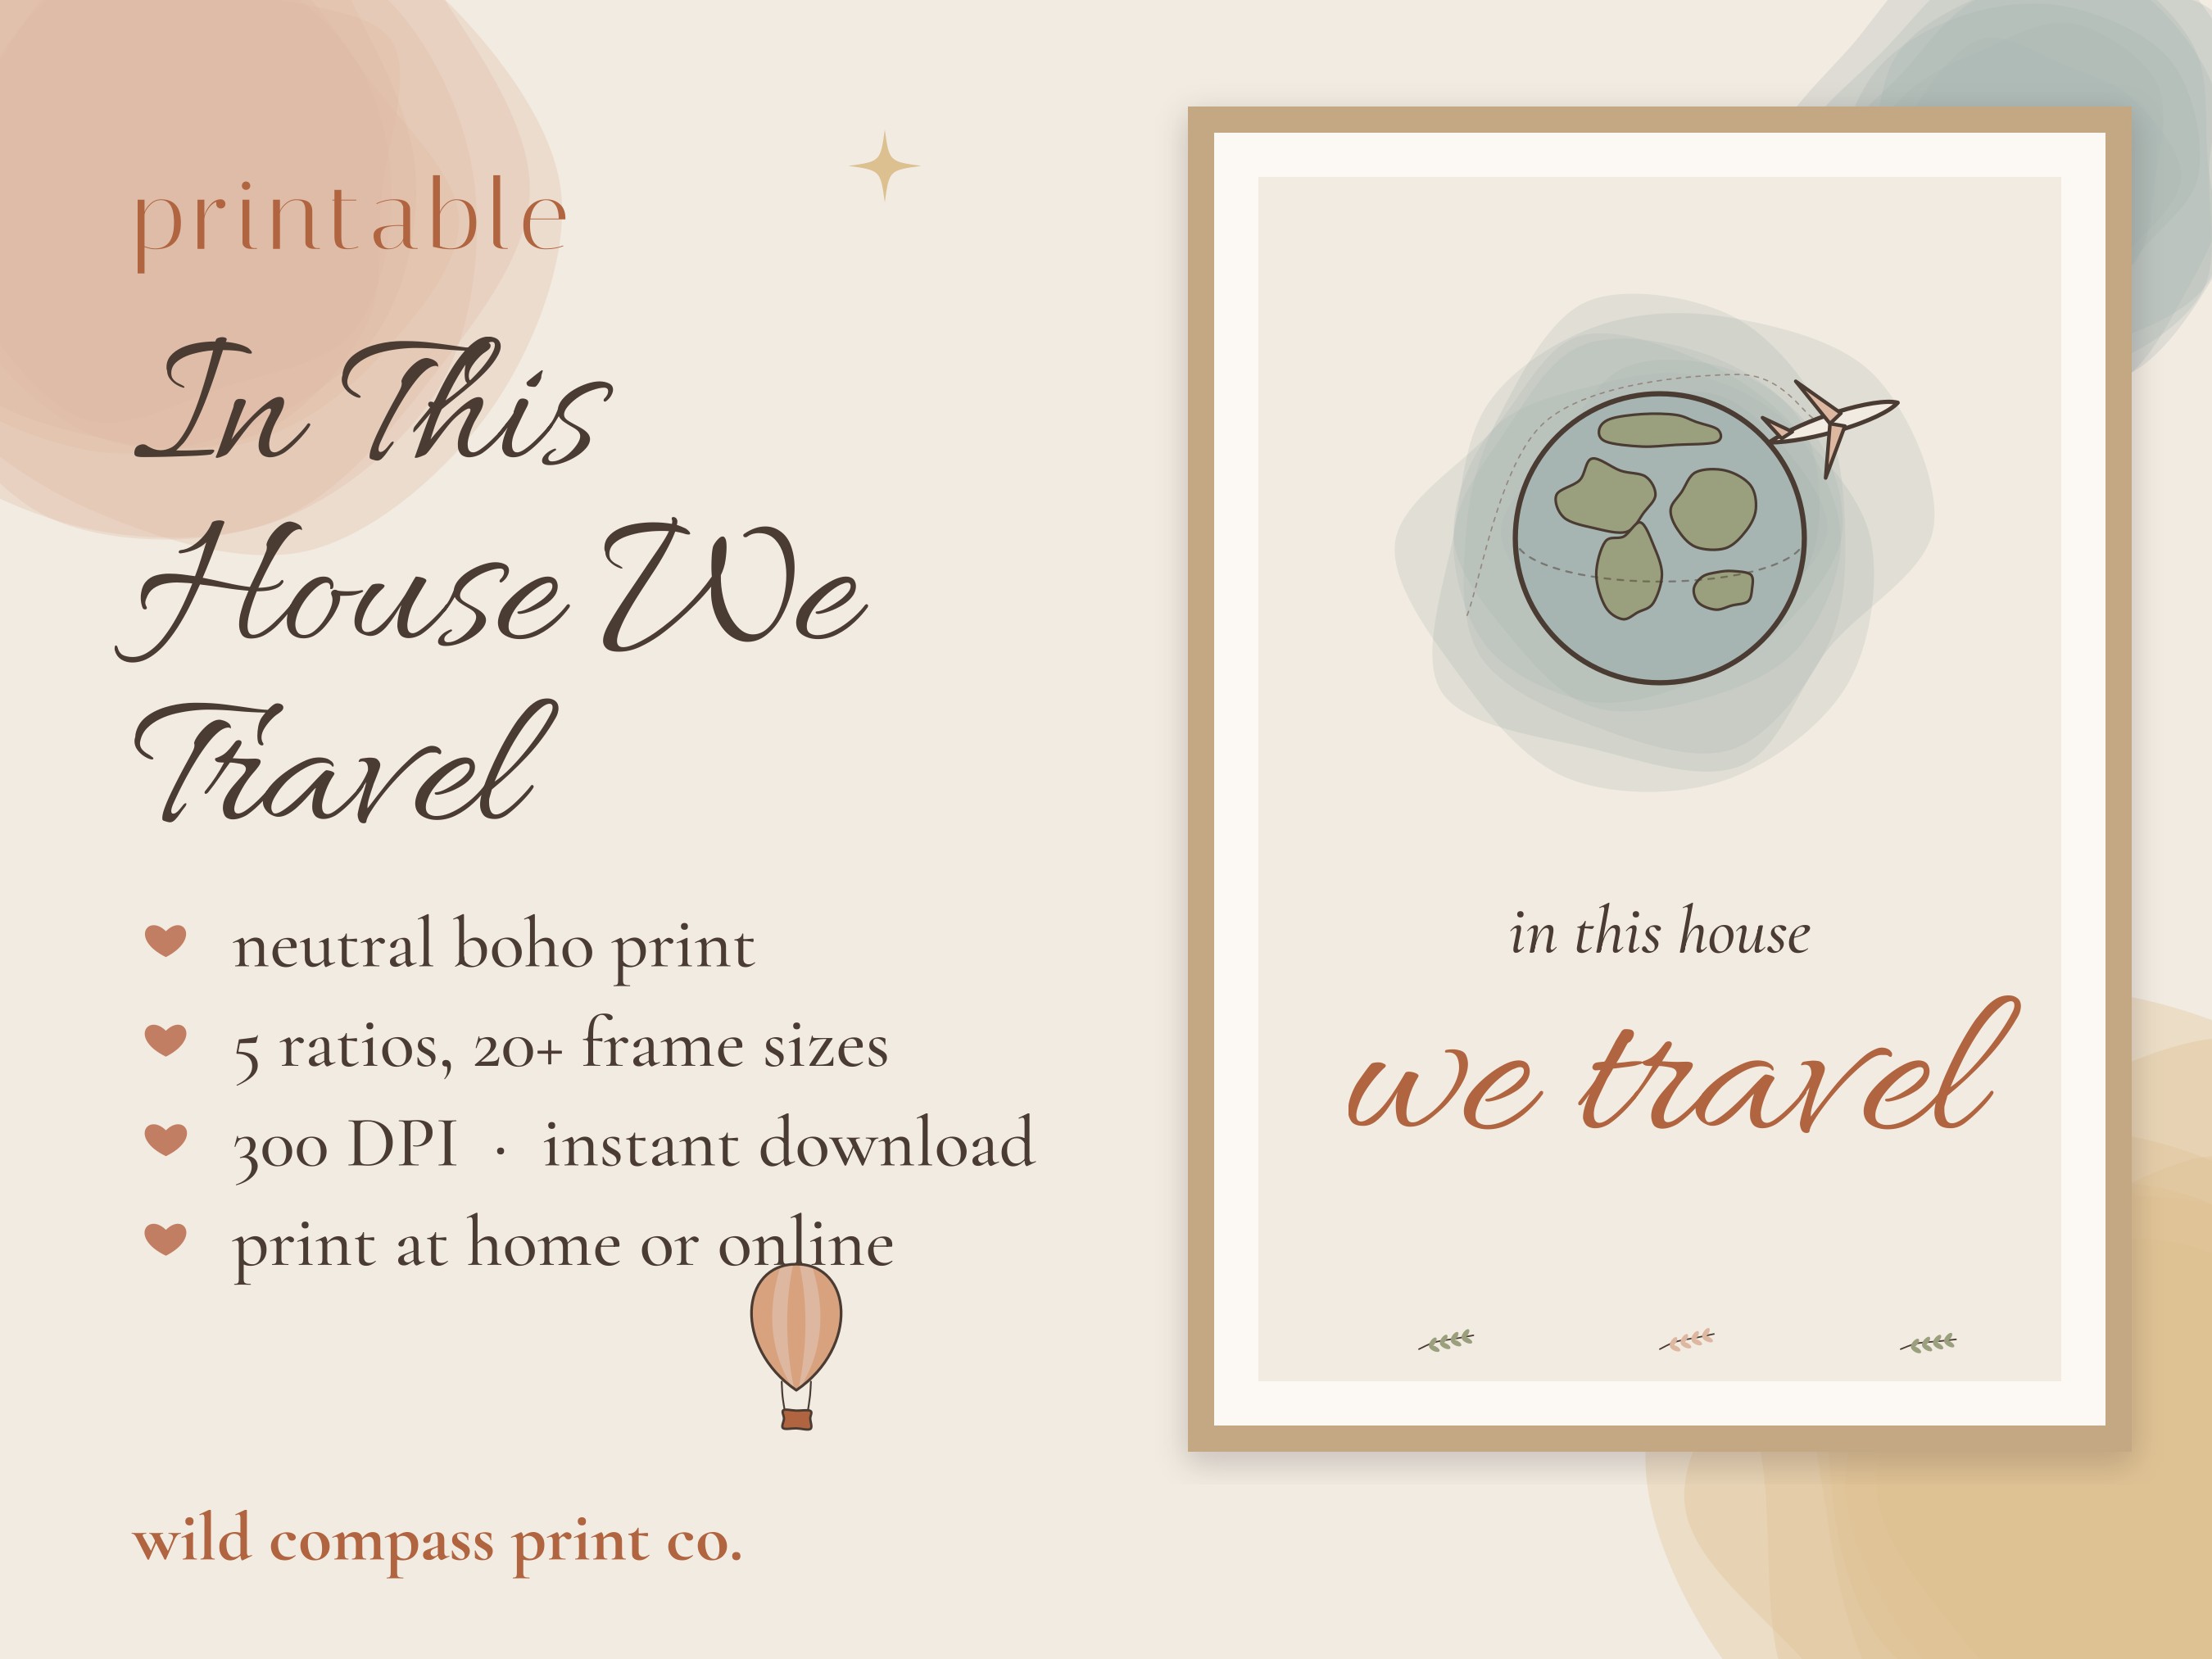 printable
In This
House We
Travel
neutral boho print
5 ratios, 20+ frame sizes
300 DPI · instant download
print at home or online
wild compass print co.
in this house
we travel